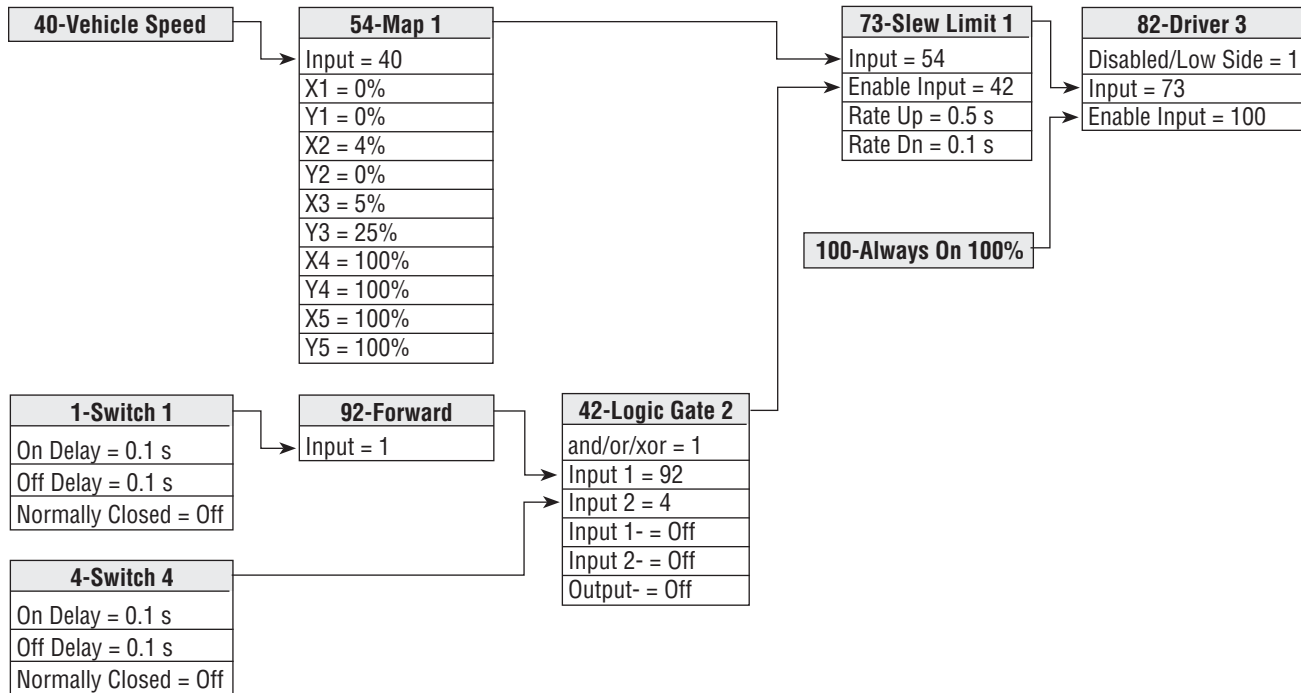 40-Vehicle Speed
54-Map 1
Input = 40
X1 = 0%
Y1 = 0%
X2 = 4%
Y2 = 0%
X3 = 5%
Y3 = 25%
X4 = 100%
Y4 = 100%
X5 = 100%
Y5 = 100%
73-Slew Limit 1
Input = 54
Enable Input = 42
Rate Up = 0.5 s
Rate Dn = 0.1 s
82-Driver 3
Disabled/Low Side = 1
Input = 73
Enable Input = 100
100-Always On 100%
1-Switch 1
On Delay = 0.1 s
Off Delay = 0.1 s
Normally Closed = Off
92-Forward
Input = 1
42-Logic Gate 2
and/or/xor = 1
Input 1 = 92
Input 2 = 4
Input 1- = Off
Input 2- = Off
Output- = Off
4-Switch 4
On Delay = 0.1 s
Off Delay = 0.1 s
Normally Closed = Off